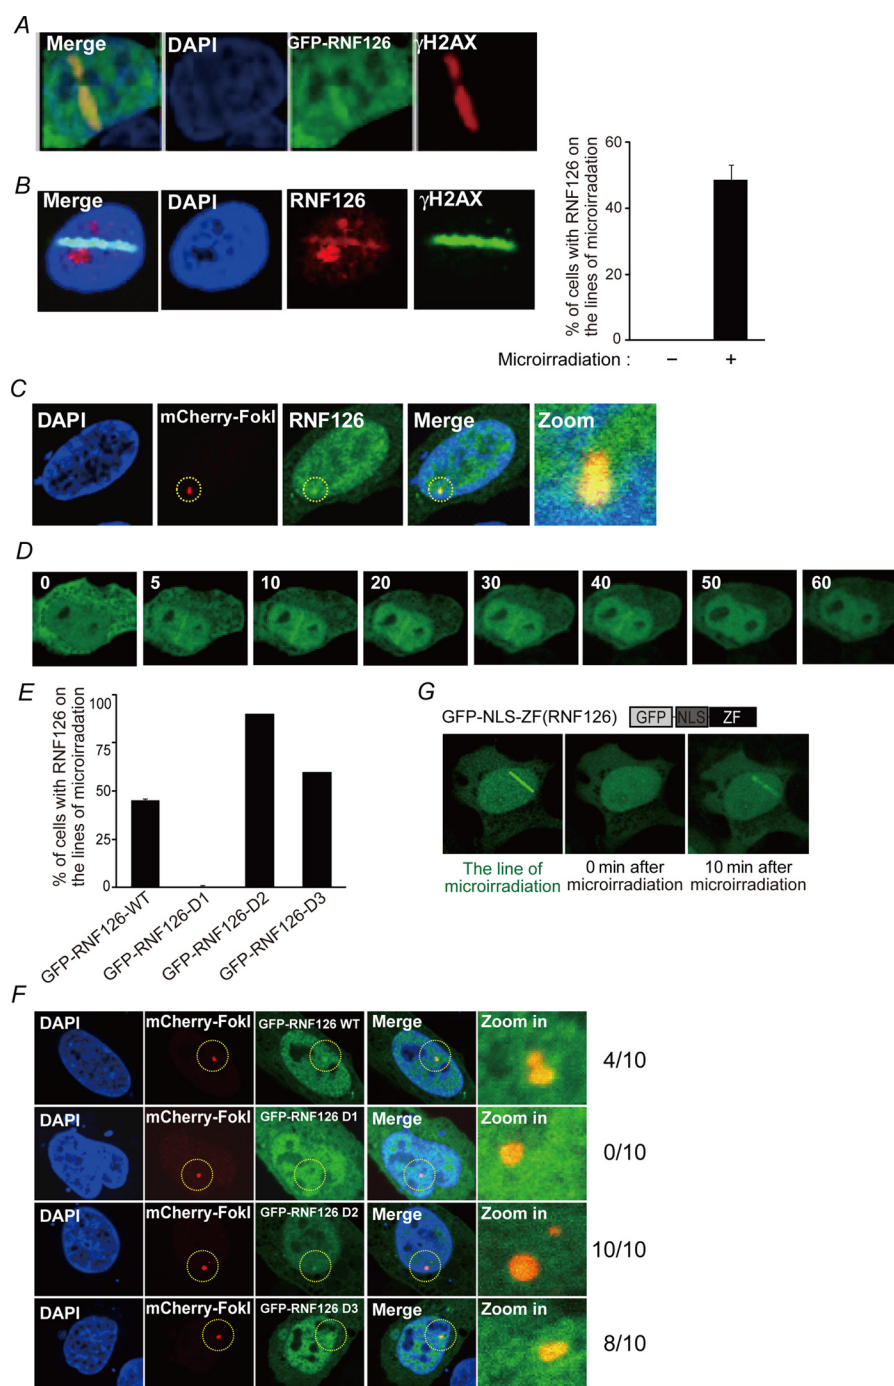 A
Merge
DAPI
GFP-RNF126
γH2AX
B
Merge
DAPI
RNF126
γH2AX
% of cells with RNF126 on
the lines of microirradiation
60
40
20
0
Microirradiation : − +
C
DAPI
mCherry-FokI
RNF126
Merge
Zoom
D
0
5
10
20
30
40
50
60
E
% of cells with RNF126 on
the lines of microirradiation
100
75
50
25
0
GFP-RNF126-WT
GFP-RNF126-D1
GFP-RNF126-D2
GFP-RNF126-D3
G
GFP-NLS-ZF(RNF126) GFP NLS ZF
The line of
microirradiation
0 min after
microirradiation
10 min after
microirradiation
F
DAPI
mCherry-FokI
GFP-RNF126 WT
Merge
Zoom in
4/10
DAPI
mCherry-FokI
GFP-RNF126 D1
Merge
Zoom in
0/10
DAPI
mCherry-FokI
GFP-RNF126 D2
Merge
Zoom in
10/10
DAPI
mCherry-FokI
GFP-RNF126 D3
Merge
Zoom in
8/10